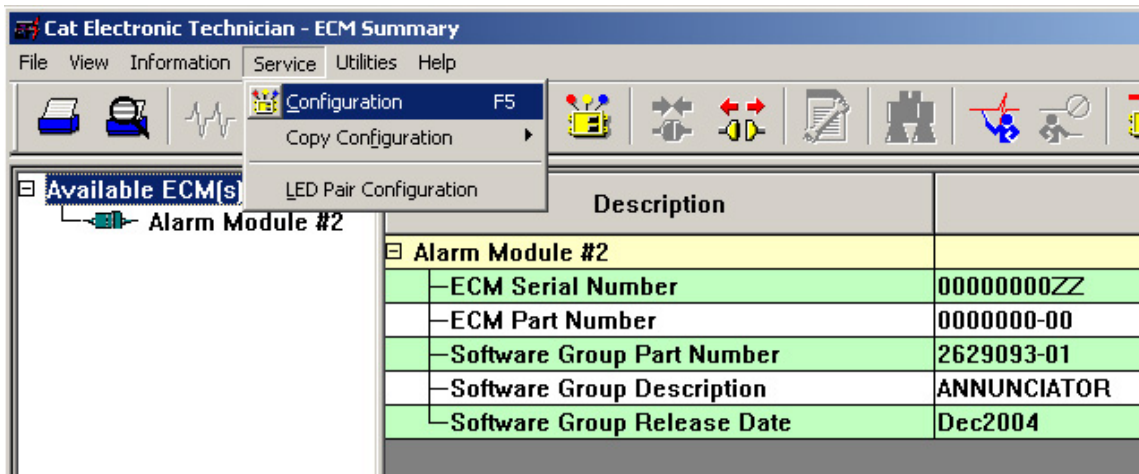 Cat Electronic Technician - ECM Summary
File View Information Service Utilities Help
Configuration F5
Copy Configuration
LED Pair Configuration
Available ECM(s)
Alarm Module #2
Description
Alarm Module #2
ECM Serial Number 00000000ZZ
ECM Part Number 0000000-00
Software Group Part Number 2629093-01
Software Group Description ANNUNCIATOR
Software Group Release Date Dec2004